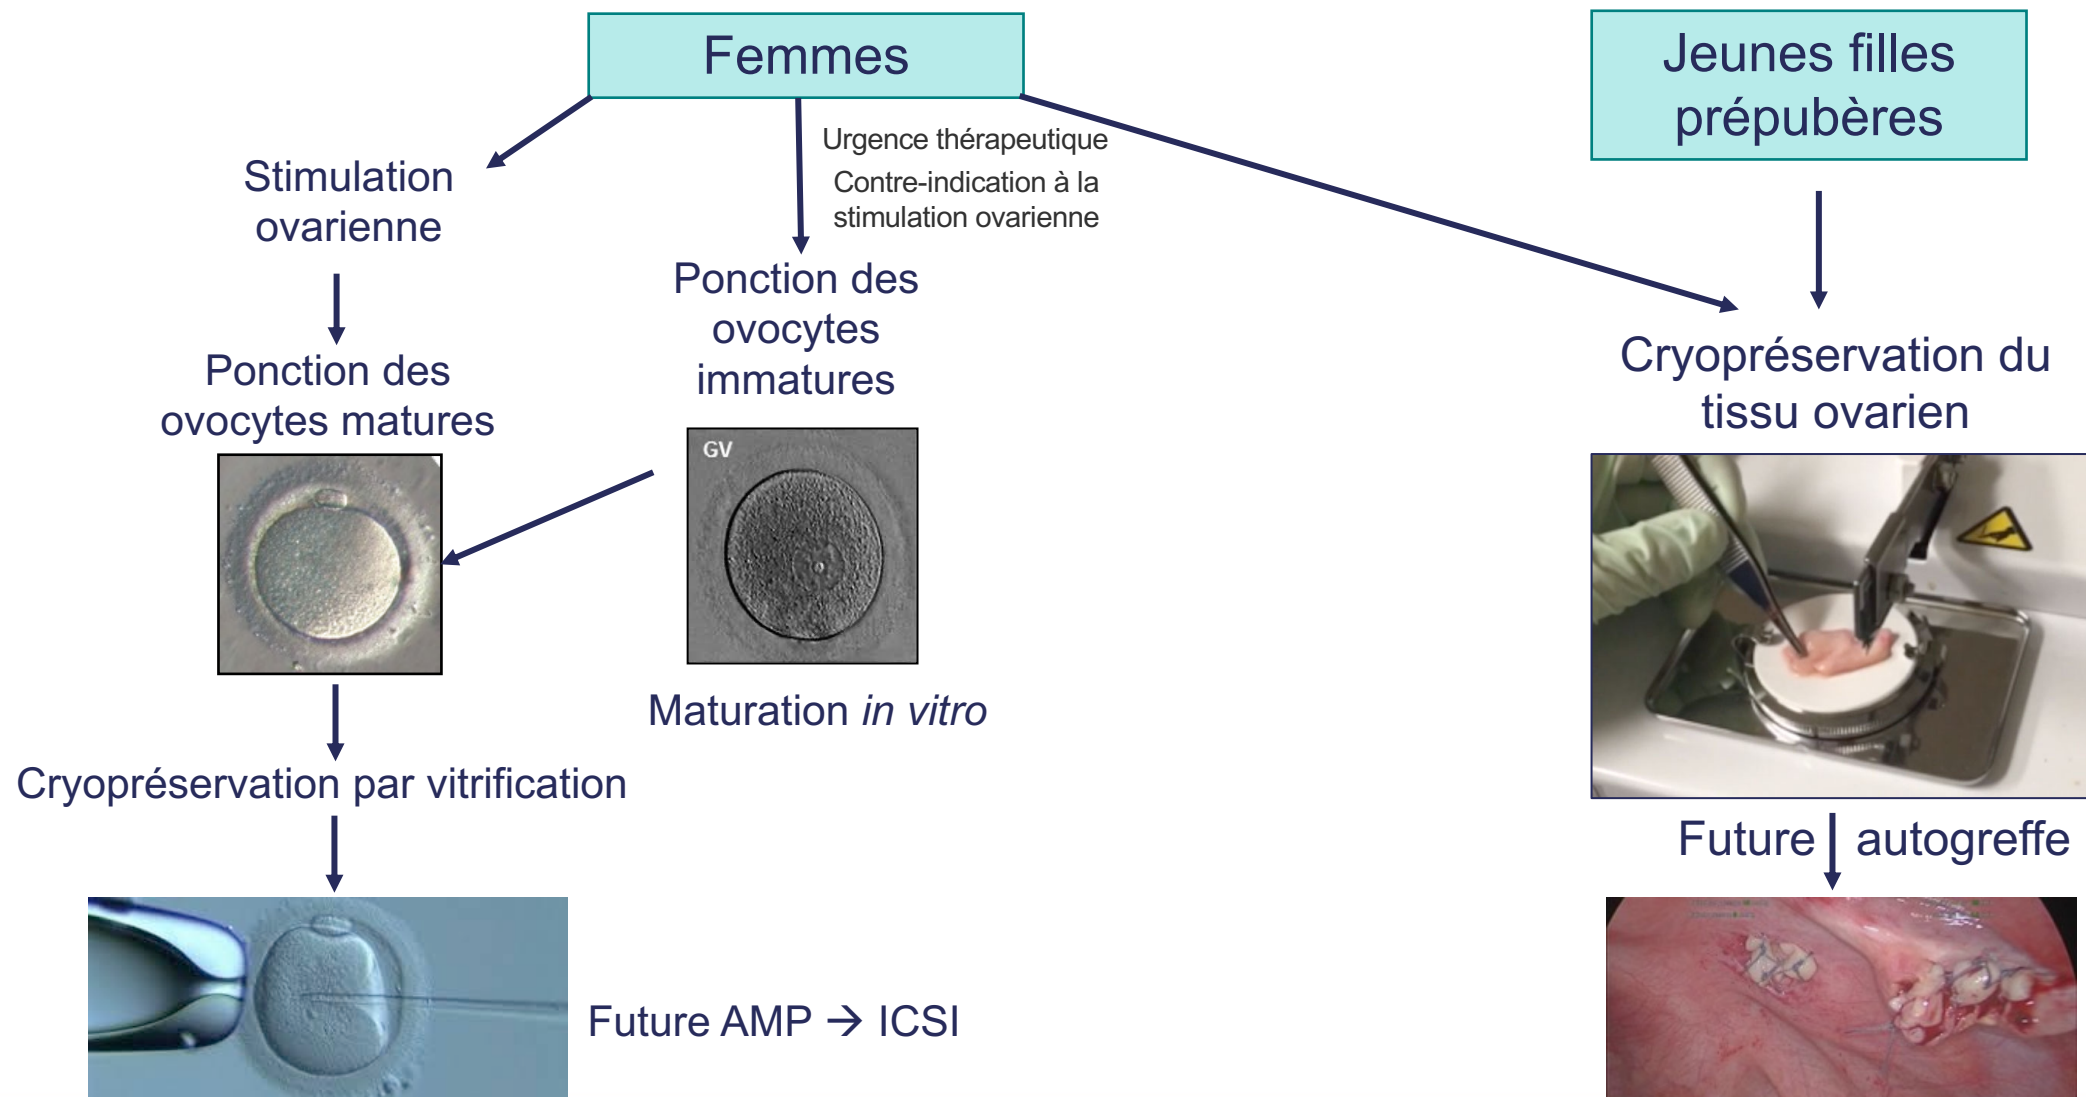 Femmes
Jeunes filles
prépubères
Urgence thérapeutique
Contre-indication à la
stimulation ovarienne
Stimulation
ovarienne
Ponction des
ovocytes matures
Ponction des
ovocytes
immatures
GV
Maturation in vitro
Cryopréservation par vitrification
Future AMP → ICSI
Cryopréservation du
tissu ovarien
Future autogreffe